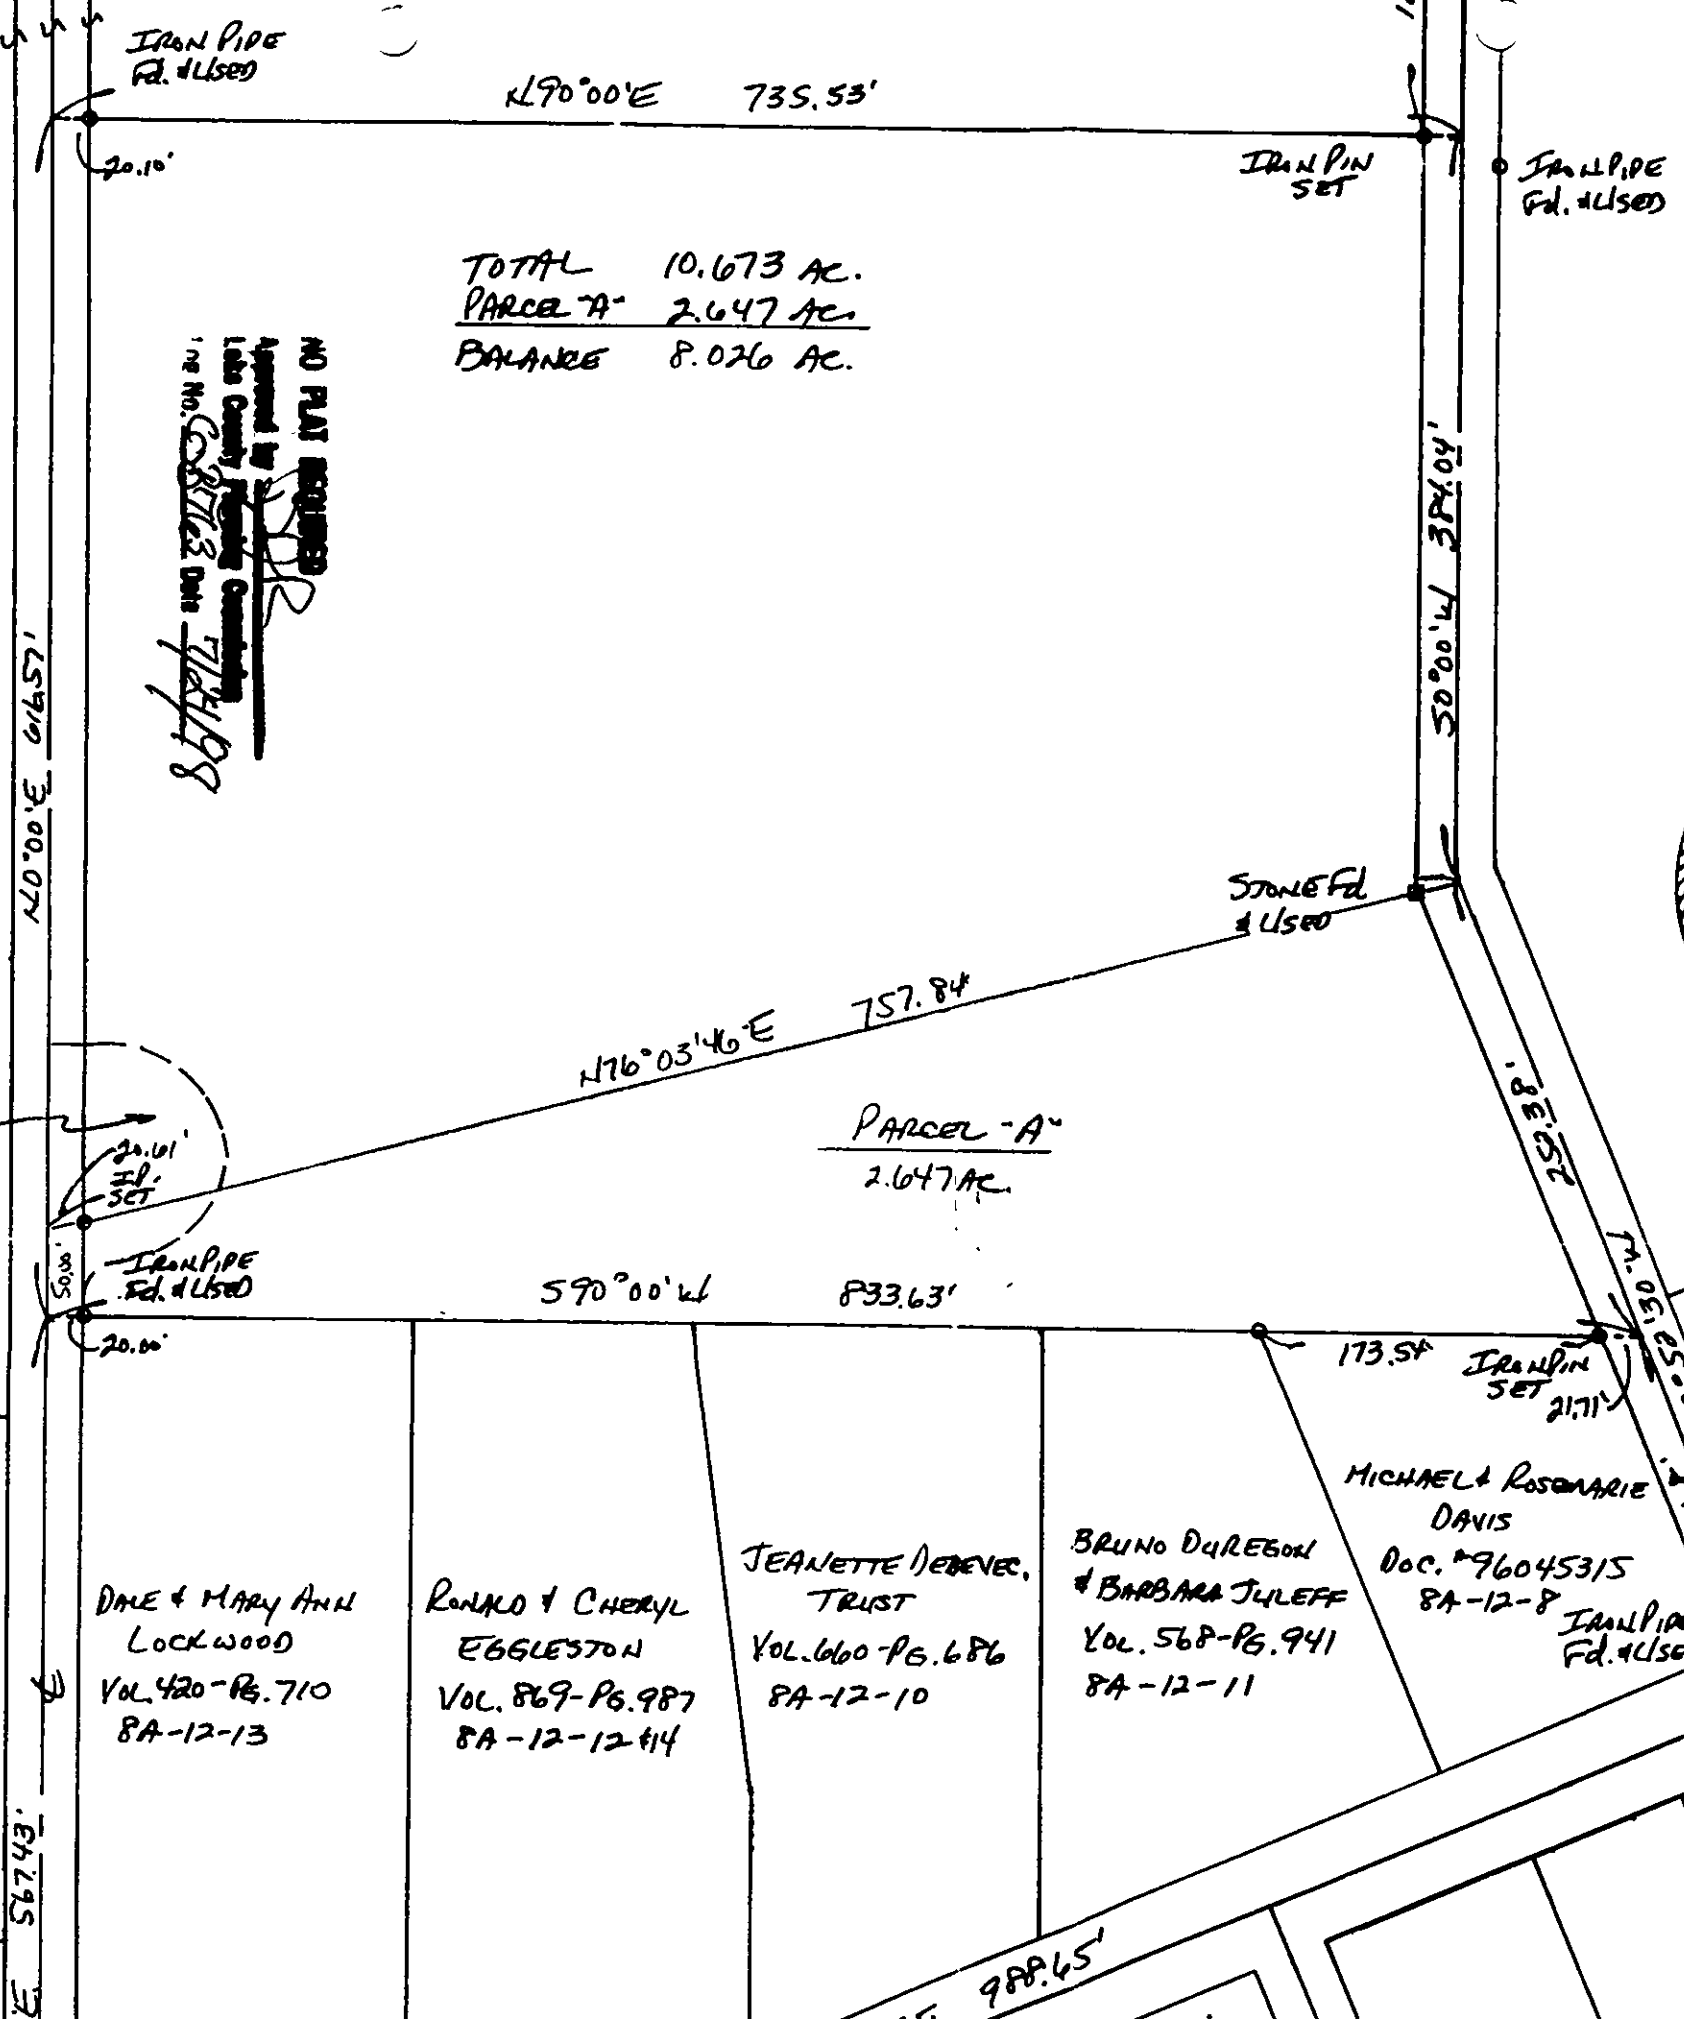 IRON PIPE
Fd. & USED
N90°00'E 735.53'
20.10'
IRON PIN
SET
IRON PIPE
Fd. & USED
TOTAL 10.673 AC.
PARCEL "A" 2.647 AC.
BALANCE 8.026 AC.
NO PLAT REQUIRED
Approved by
Lake County Planning Commission
No. Date 7/24/98
N0°00'E 616.57'
S0°00'W 384.04'
STONE Fd
& USED
N76°03'46"E 757.84'
PARCEL "A"
2.647 AC.
20.61'
I.P.
SET
50.00'
IRON PIPE
Fd. & USED
20.00'
S90°00'W 833.63'
250.38'
173.54'
IRON PIN
SET
21.71'
DALE & MARY ANN
LOCKWOOD
VOL. 420-PG. 710
8A-12-13
RONALD & CHERYL
EGGLESTON
VOL. 869-PG. 987
8A-12-12 &14
JEANETTE DEBEVEC,
TRUST
VOL. 660-PG. 686
8A-12-10
BRUNO DUREGON
& BARBARA JULEFF
VOL. 568-PG. 941
8A-12-11
MICHAEL & ROSEMARIE
DAVIS
DOC. #96045315
8A-12-8
IRON PIPE
Fd. & USE
E 567.43'
988.65'